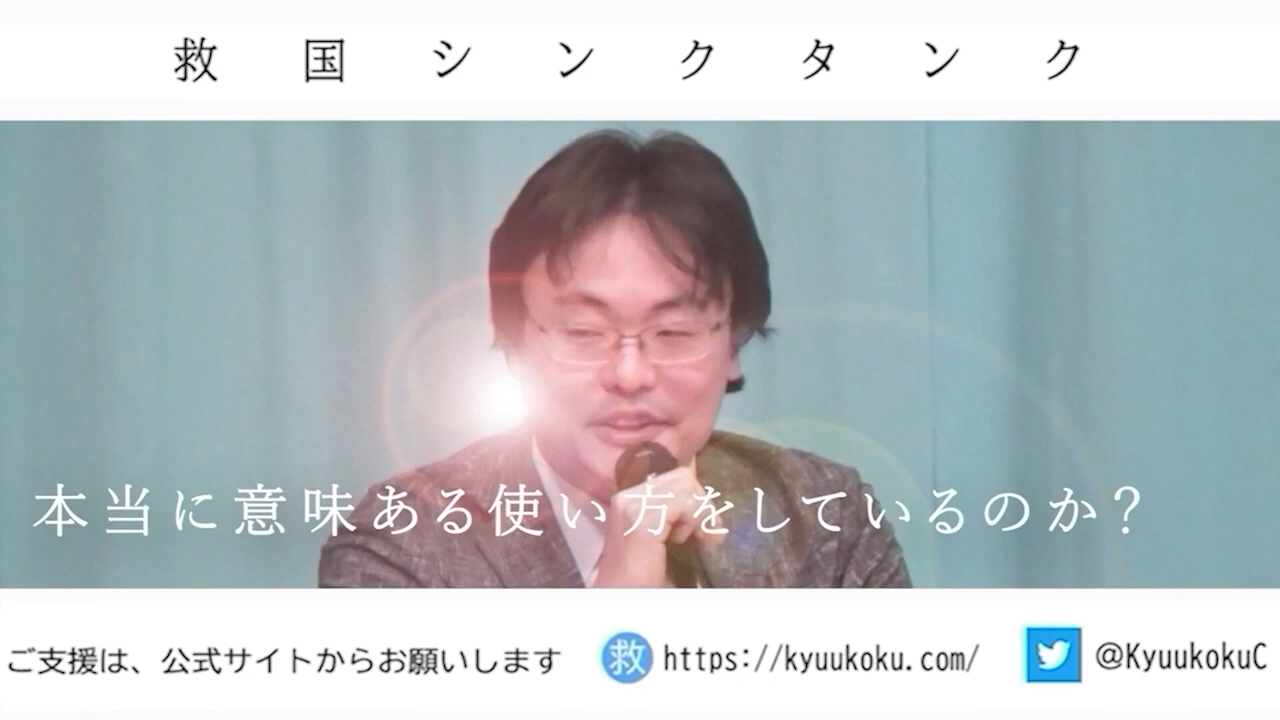 救国シンクタンク
本当に意味ある使い方をしているのか?
ご支援は、公式サイトからお願いします 救 https://kyuukoku.com/ @KyuukokuC